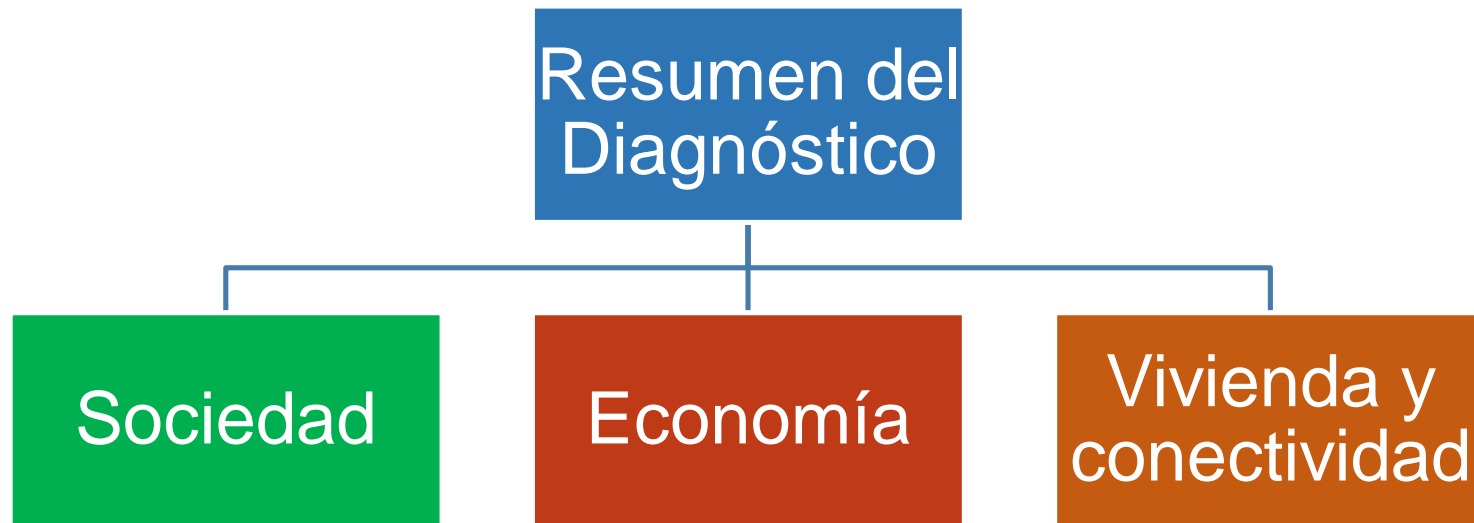 Resumen del
Diagnóstico
Sociedad
Economía
Vivienda y
conectividad